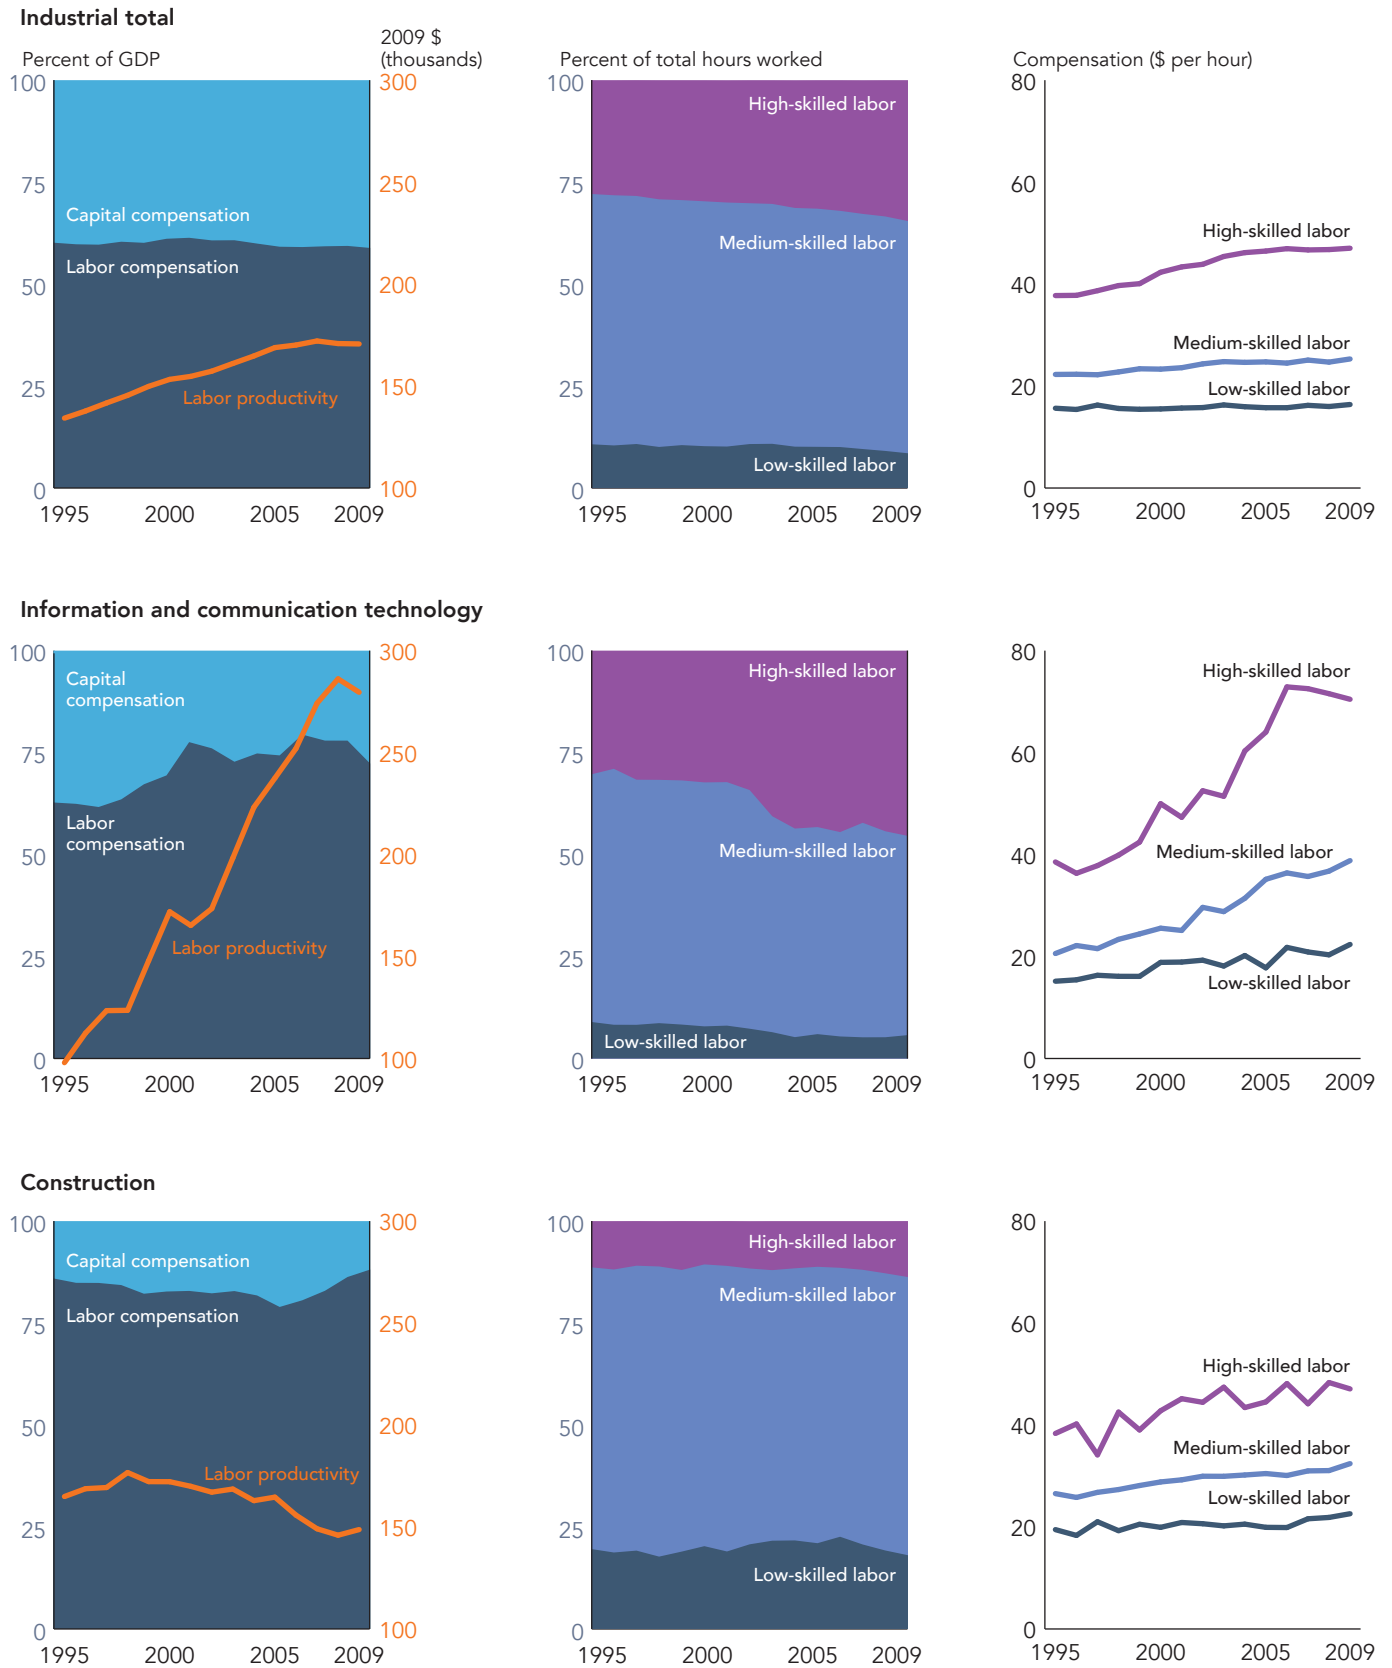 Industrial total
Percent of GDP
2009 $
(thousands)
100
75
50
25
0
300
250
200
150
100
Capital compensation
Labor compensation
Labor productivity
1995 2000 2005 2009
Percent of total hours worked
100
75
50
25
0
High-skilled labor
Medium-skilled labor
Low-skilled labor
1995 2000 2005 2009
Compensation ($ per hour)
80
60
40
20
0
High-skilled labor
Medium-skilled labor
Low-skilled labor
1995 2000 2005 2009
Information and communication technology
100
75
50
25
0
300
250
200
150
100
Capital
compensation
Labor
compensation
Labor productivity
1995 2000 2005 2009
100
75
50
25
0
High-skilled labor
Medium-skilled labor
Low-skilled labor
1995 2000 2005 2009
80
60
40
20
0
High-skilled labor
Medium-skilled labor
Low-skilled labor
1995 2000 2005 2009
Construction
100
75
50
25
0
300
250
200
150
100
Capital compensation
Labor compensation
Labor productivity
1995 2000 2005 2009
100
75
50
25
0
High-skilled labor
Medium-skilled labor
Low-skilled labor
1995 2000 2005 2009
80
60
40
20
0
High-skilled labor
Medium-skilled labor
Low-skilled labor
1995 2000 2005 2009